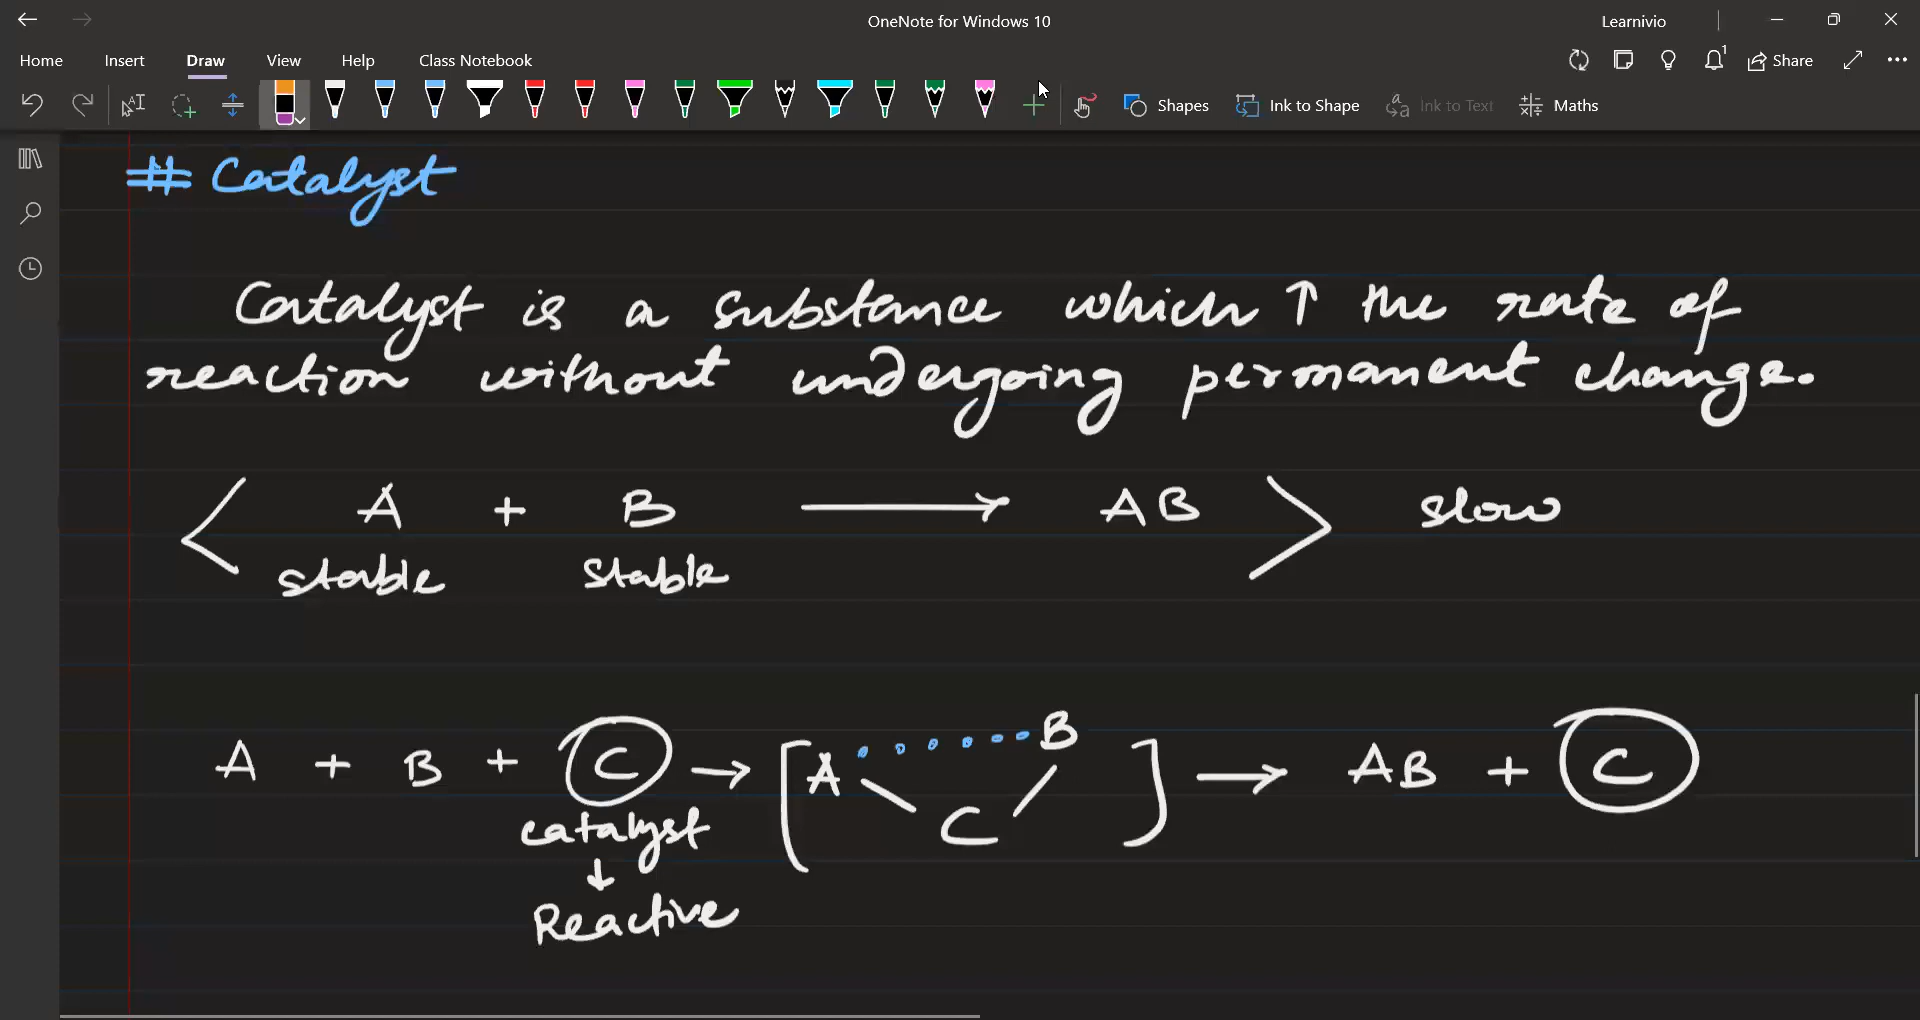 OneNote for Windows 10
Learnivio
Home Insert Draw View Help Class Notebook
1
Share
Shapes Ink to Shape Ink to Text Maths
# Catalyst
Catalyst is a substance which ↑ the rate of
reaction without undergoing permanent change.
< A + B → AB > slow
stable stable
A + B + C → [A ...... B ] → AB + C
C
catalyst
↓
Reactive